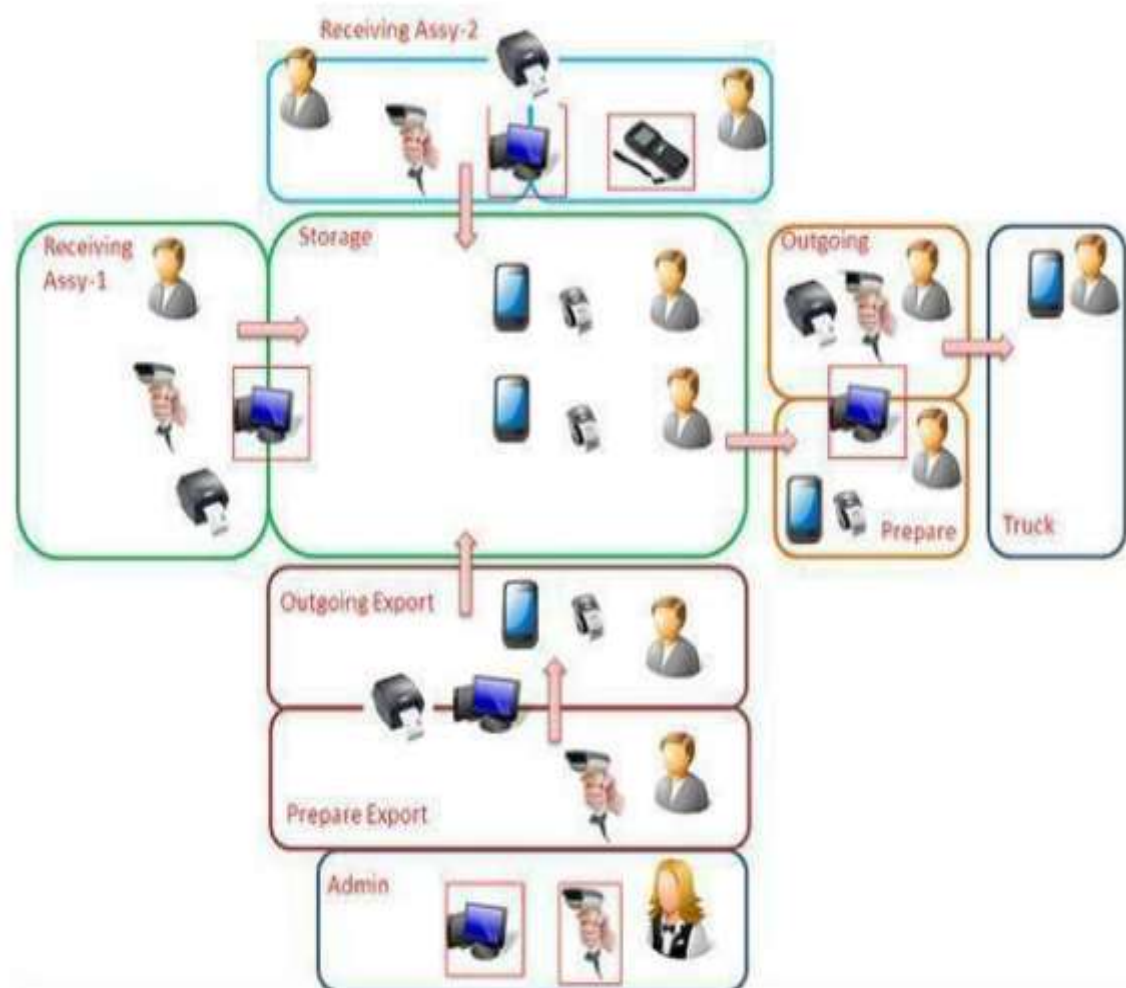 Receiving Assy-2
Receiving
Assy-1
Storage
Outgoing
Prepare
Truck
Outgoing Export
Prepare Export
Admin